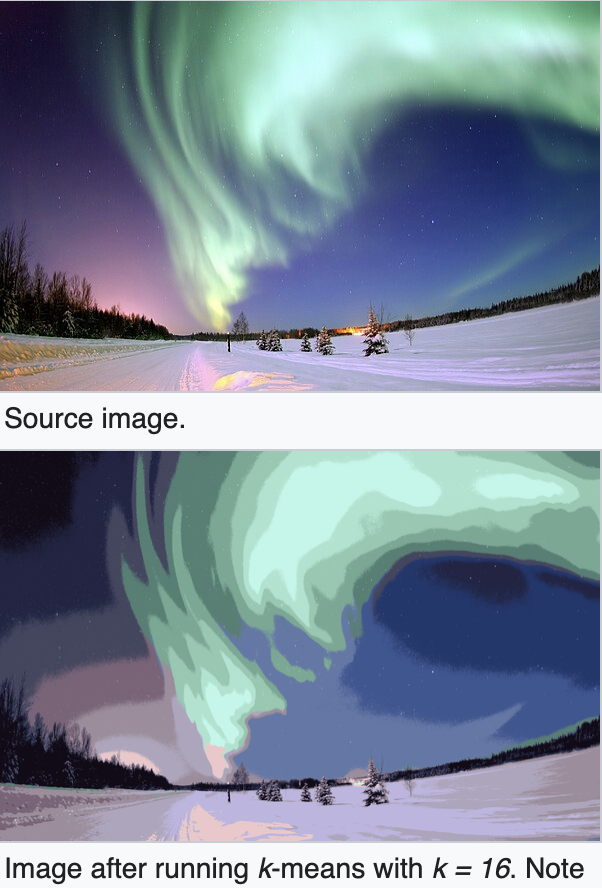 Source image.
Image after running k-means with k = 16. Note